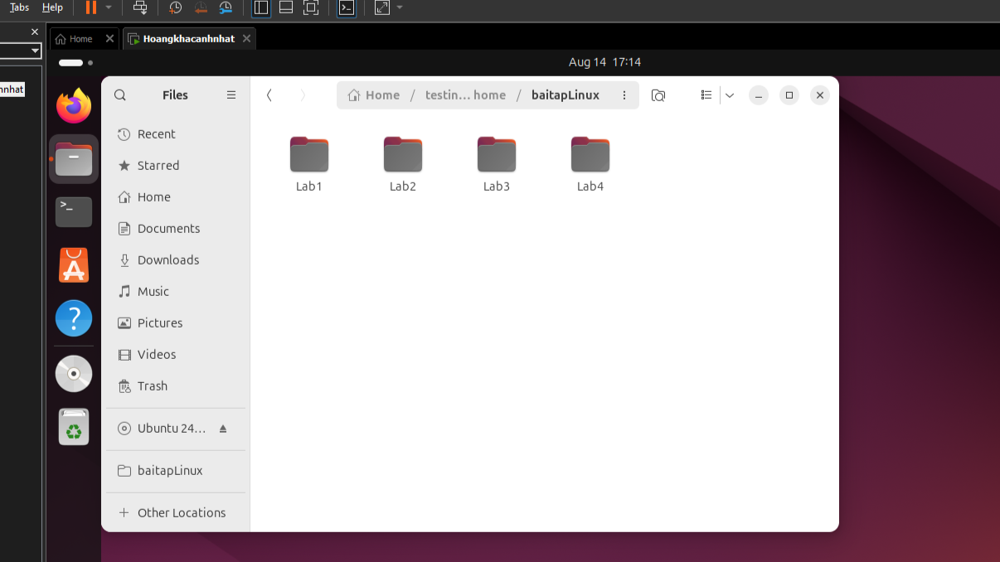 Tabs Help
Home
Hoangkhacanhnhat
Aug 14 17:14
nhat
Files
Home / testin… home / baitapLinux
Recent
Starred
Home
Documents
Downloads
Music
Pictures
Videos
Trash
Ubuntu 24…
baitapLinux
Other Locations
Lab1
Lab2
Lab3
Lab4